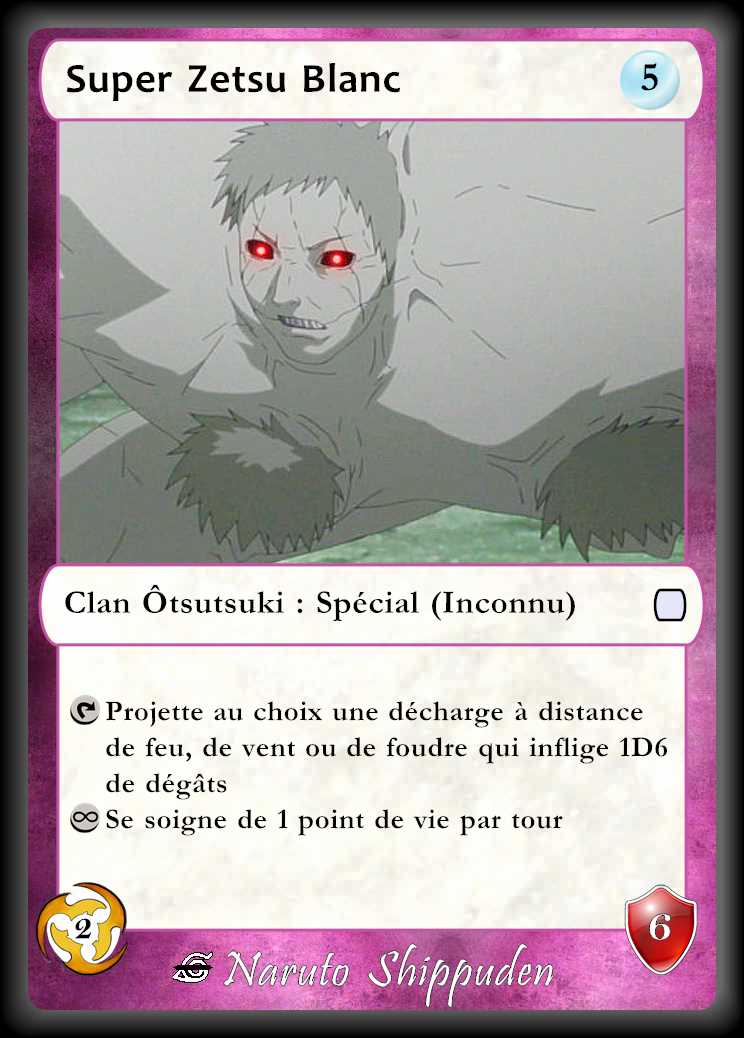 Super Zetsu Blanc
5
Clan Ôtsutsuki : Spécial (Inconnu)
Projette au choix une décharge à distance
de feu, de vent ou de foudre qui inflige 1D6
de dégâts
Se soigne de 1 point de vie par tour
2
6
Naruto Shippuden